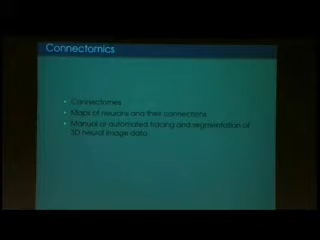 Connectomics
• Connectomes
• Maps of neurons and their connections
• Manual or automated tracing and segmentation of
3D neural image data